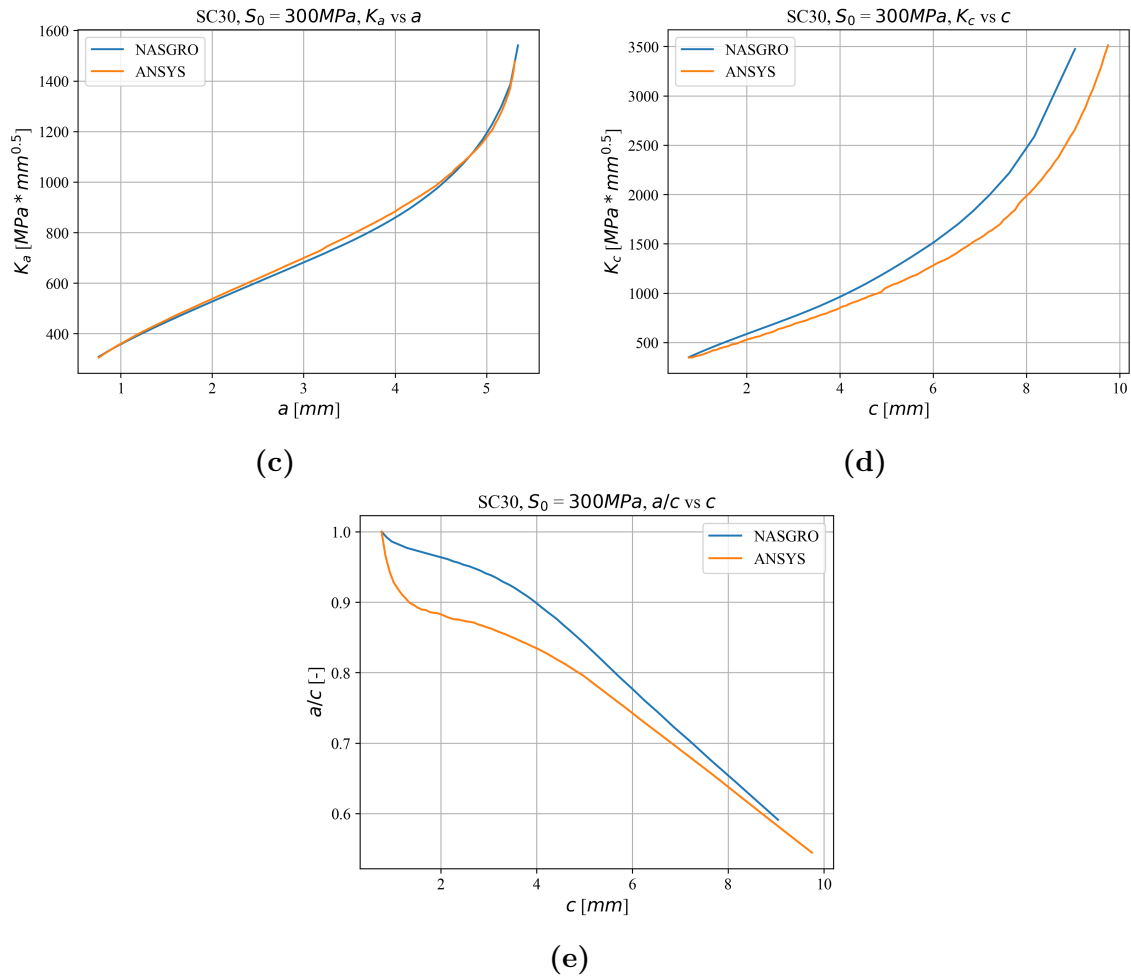 SC30, S₀ = 300MPa, Kₐ vs a
1600
1400
1200
1000
800
600
400
Kₐ [MPa * mm^0.5]
NASGRO
ANSYS
1 2 3 4 5
a [mm]
(c)
SC30, S₀ = 300MPa, K_c vs c
3500
3000
2500
2000
1500
1000
500
K_c [MPa * mm^0.5]
NASGRO
ANSYS
2 4 6 8 10
c [mm]
(d)
SC30, S₀ = 300MPa, a/c vs c
1.0
0.9
0.8
0.7
0.6
a/c [-]
NASGRO
ANSYS
2 4 6 8 10
c [mm]
(e)